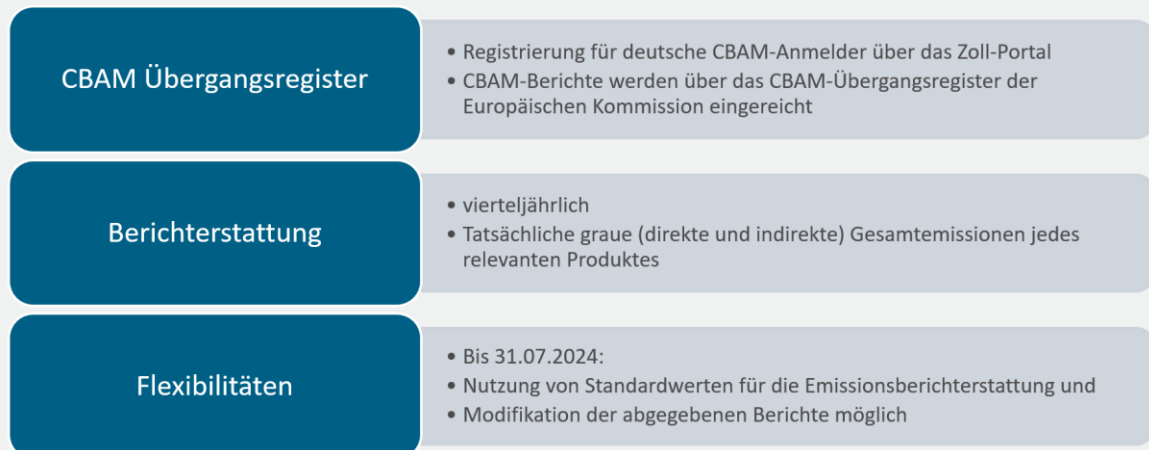 CBAM Übergangsregister
• Registrierung für deutsche CBAM-Anmelder über das Zoll-Portal
• CBAM-Berichte werden über das CBAM-Übergangsregister der
Europäischen Kommission eingereicht
Berichterstattung
• vierteljährlich
• Tatsächliche graue (direkte und indirekte) Gesamtemissionen jedes
relevanten Produktes
Flexibilitäten
• Bis 31.07.2024:
• Nutzung von Standardwerten für die Emissionsberichterstattung und
• Modifikation der abgegebenen Berichte möglich